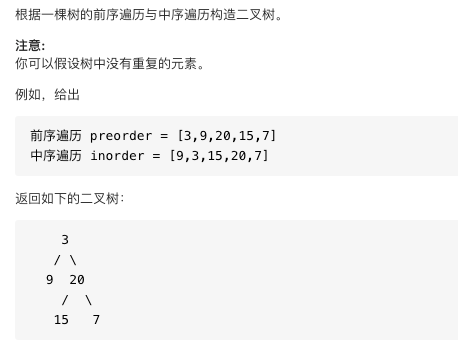 根据一棵树的前序遍历与中序遍历构造二叉树。
注意:
你可以假设树中没有重复的元素。
例如，给出
前序遍历 preorder = [3,9,20,15,7]
中序遍历 inorder = [9,3,15,20,7]
返回如下的二叉树：
    3
   / \
  9  20
    /  \
   15   7